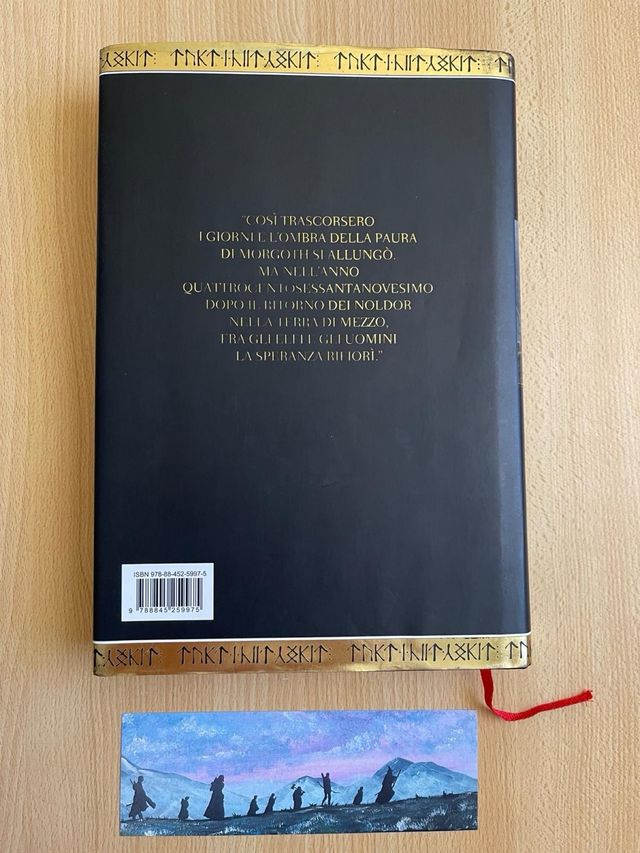 "COSÌ TRASCORSERO
I GIORNI E L'OMBRA DELLA PAURA
DI MORGOTH SI ALLUNGÒ.
MA NELL'ANNO
QUATTROCENTOSESSANTANOVESIMO
DOPO IL RITORNO DEI NOLDOR
NELLA TERRA DI MEZZO,
FRA GLI ELFI E GLI UOMINI
LA SPERANZA RIFIORÌ."
ISBN 978-88-452-5997-5
9 788845 259975